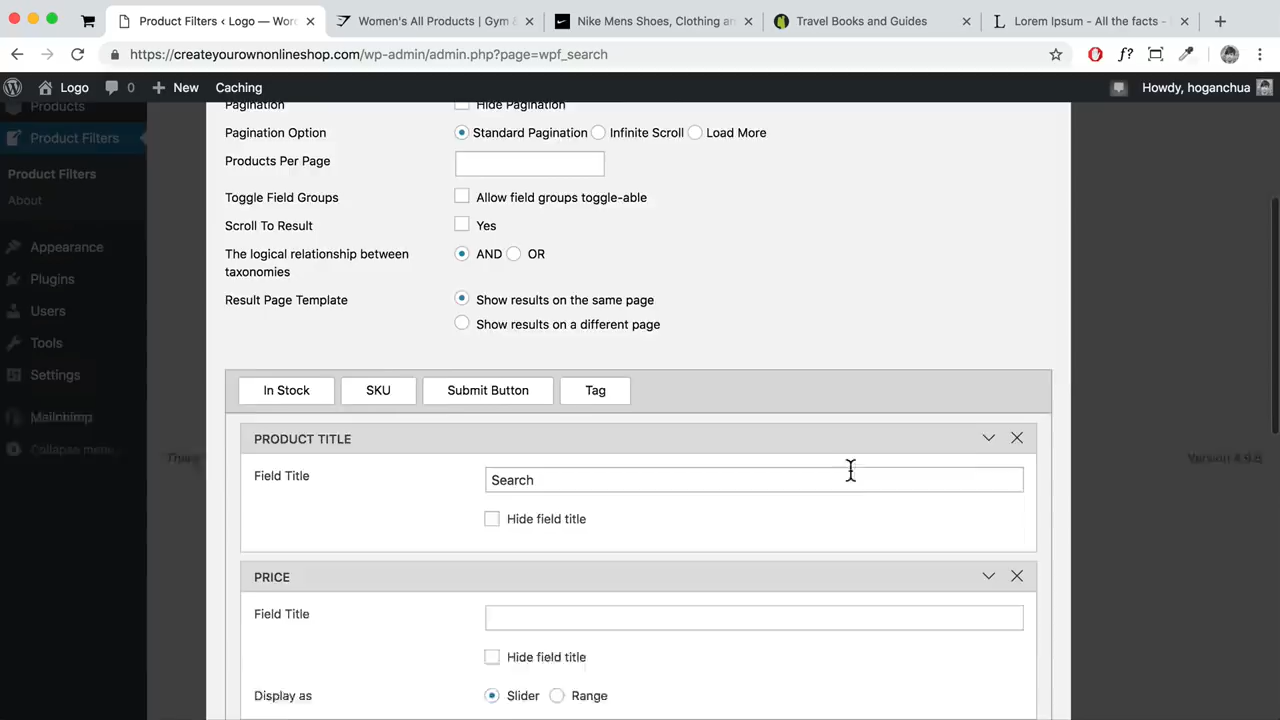 Product Filters ‹ Logo — Wor
Women's All Products | Gym &
Nike Mens Shoes, Clothing an
Travel Books and Guides
Lorem Ipsum - All the facts -
https://createyourownonlineshop.com/wp-admin/admin.php?page=wpf_search
f?
Logo 0 New Caching Howdy, hoganchua
Products
Product Filters
Product Filters
About
Appearance
Plugins
Users
Tools
Settings
Mailchimp
Collapse menu
Pagination Hide Pagination
Pagination Option Standard Pagination Infinite Scroll Load More
Products Per Page
Toggle Field Groups Allow field groups toggle-able
Scroll To Result Yes
The logical relationship between taxonomies AND OR
Result Page Template Show results on the same page
Show results on a different page
In Stock SKU Submit Button Tag
PRODUCT TITLE
Field Title Search
Hide field title
PRICE
Field Title
Hide field title
Display as Slider Range
Version 4.9.8